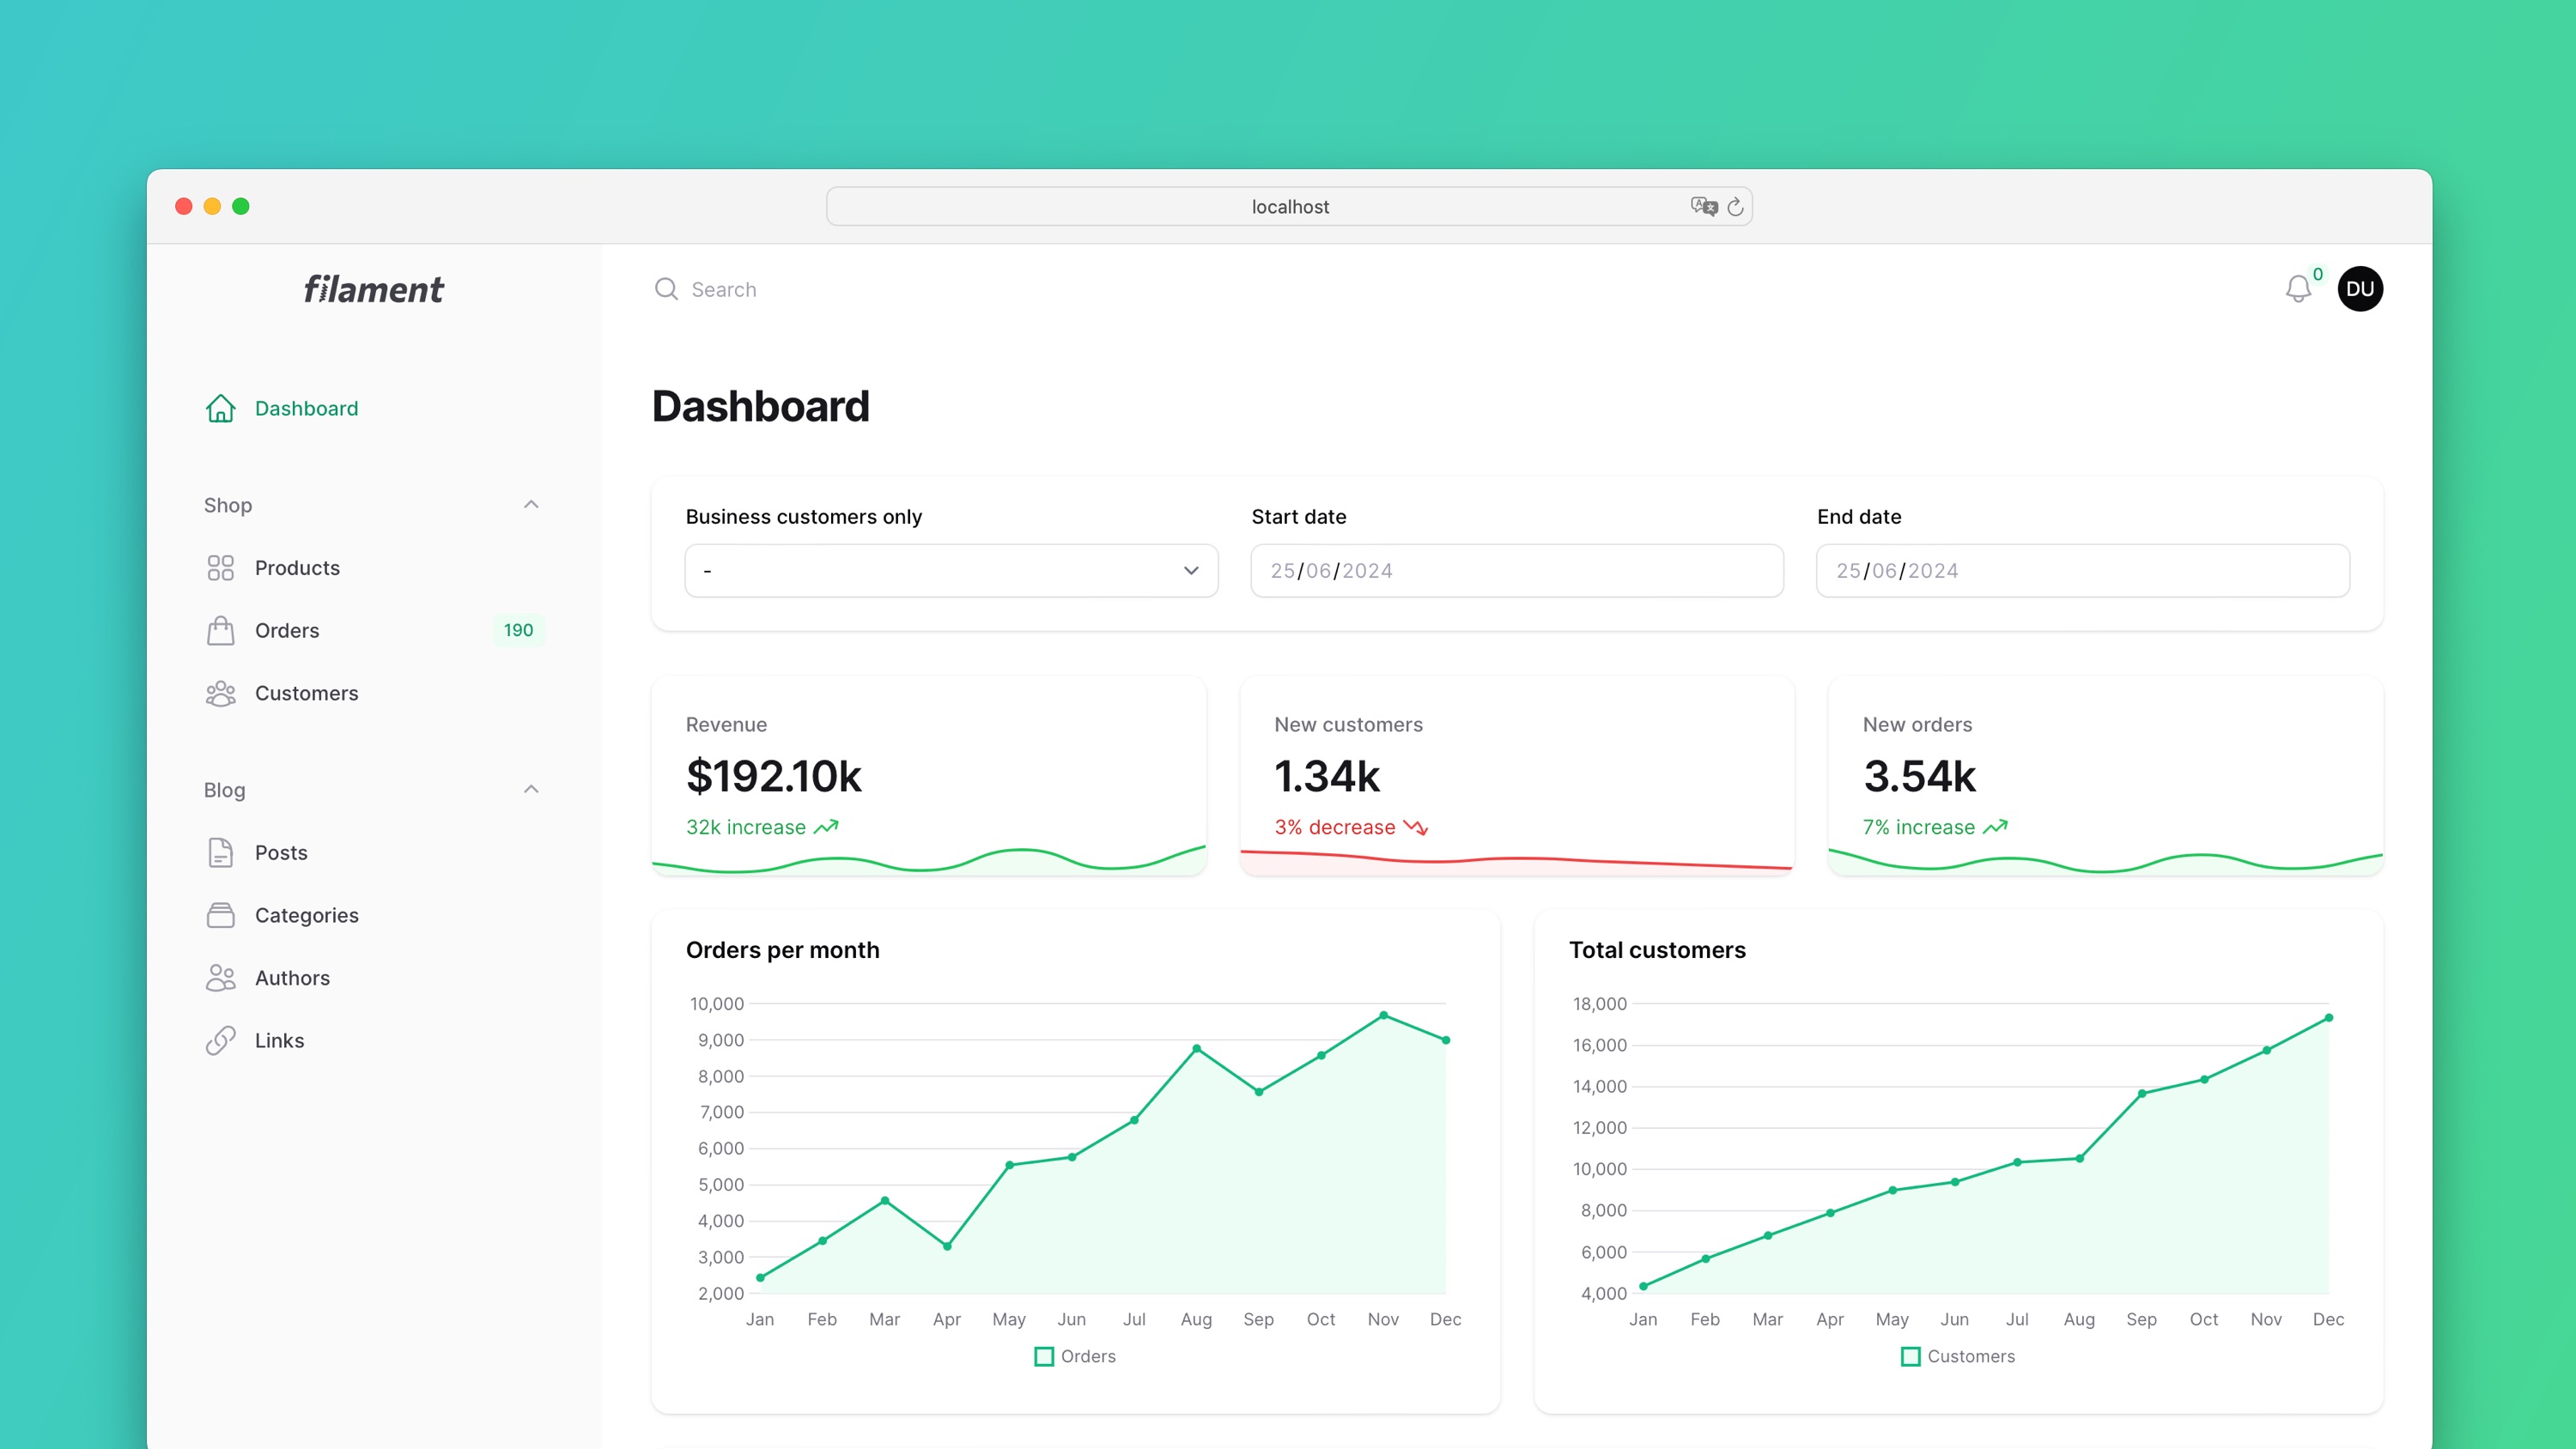 localhost
filament
Search
0
DU
Dashboard
Shop
Products
Orders 190
Customers
Blog
Posts
Categories
Authors
Links
Dashboard
Business customers only
-
Start date
25/06/2024
End date
25/06/2024
Revenue
$192.10k
32k increase
New customers
1.34k
3% decrease
New orders
3.54k
7% increase
Orders per month
10,000
9,000
8,000
7,000
6,000
5,000
4,000
3,000
2,000
Jan Feb Mar Apr May Jun Jul Aug Sep Oct Nov Dec
Orders
Total customers
18,000
16,000
14,000
12,000
10,000
8,000
6,000
4,000
Jan Feb Mar Apr May Jun Jul Aug Sep Oct Nov Dec
Customers